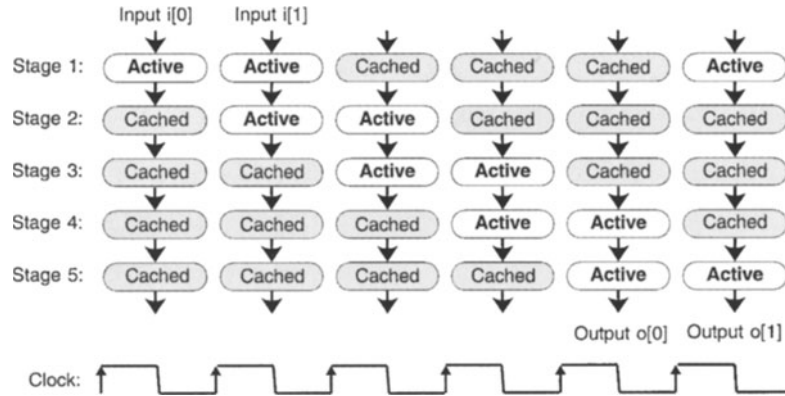 Input i[0] Input i[1]
Stage 1: Active Active Cached Cached Cached Active
Stage 2: Cached Active Active Cached Cached Cached
Stage 3: Cached Cached Active Active Cached Cached
Stage 4: Cached Cached Cached Active Active Cached
Stage 5: Cached Cached Cached Cached Active Active
Output o[0] Output o[1]
Clock: